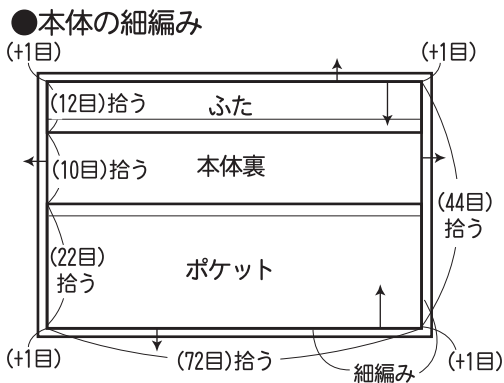 ●本体の細編み
(+1目)
(+1目)
(12目)拾う
ふた
(10目)拾う
本体裏
(44目)
拾う
(22目)
拾う
ポケット
(+1目)
(72目)拾う
細編み
(+1目)